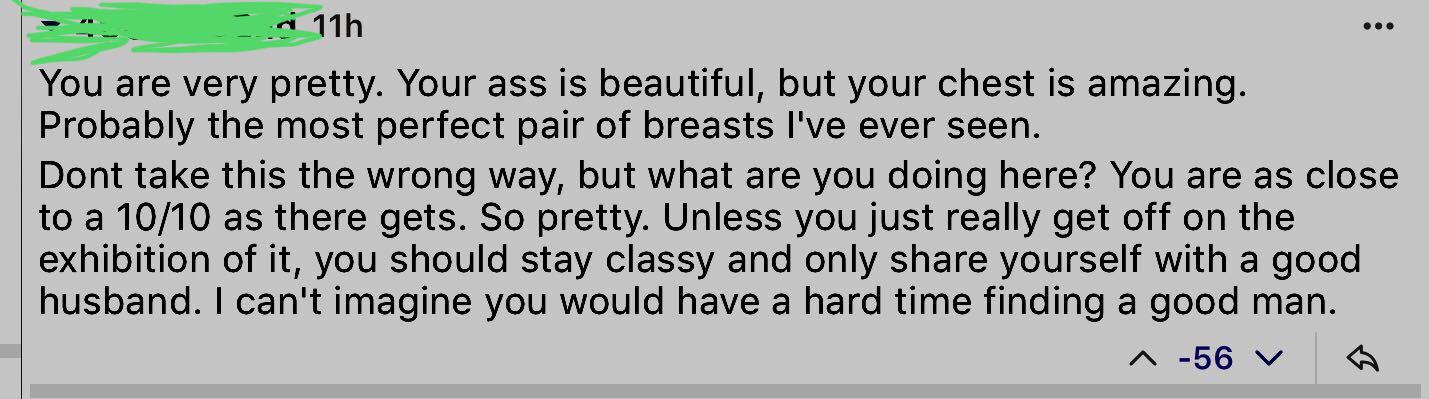 11h
You are very pretty. Your ass is beautiful, but your chest is amazing.
Probably the most perfect pair of breasts I've ever seen.
Dont take this the wrong way, but what are you doing here? You are as close
to a 10/10 as there gets. So pretty. Unless you just really get off on the
exhibition of it, you should stay classy and only share yourself with a good
husband. I can't imagine you would have a hard time finding a good man.
-56